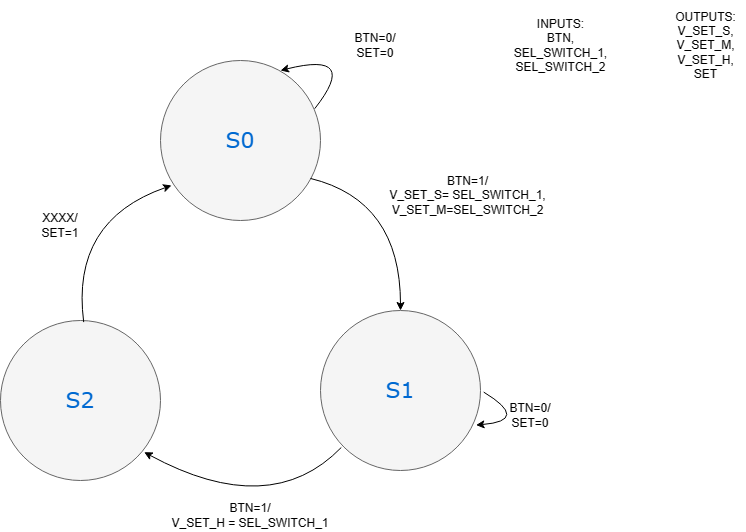 BTN=0/
SET=0
INPUTS:
BTN,
SEL_SWITCH_1,
SEL_SWITCH_2
OUTPUTS:
V_SET_S,
V_SET_M,
V_SET_H,
SET
S0
BTN=1/
V_SET_S= SEL_SWITCH_1,
V_SET_M=SEL_SWITCH_2
XXXX/
SET=1
S2
S1
BTN=0/
SET=0
BTN=1/
V_SET_H = SEL_SWITCH_1